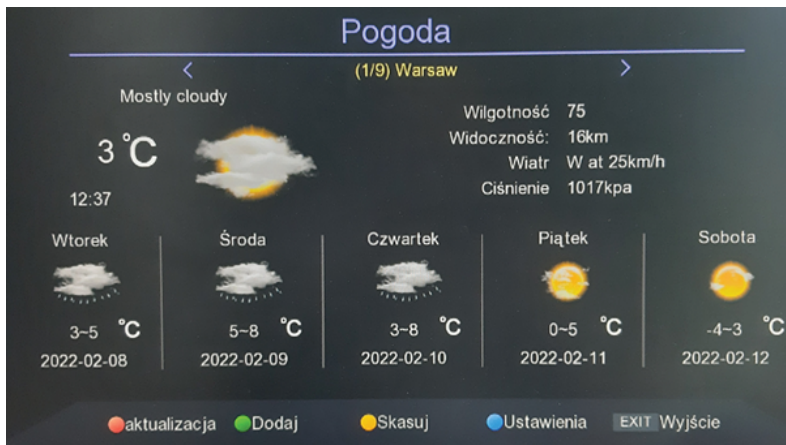 Pogoda
(1/9) Warsaw
Mostly cloudy
3 °C
12:37
Wilgotność 75
Widoczność: 16km
Wiatr W at 25km/h
Ciśnienie 1017kpa
Wtorek Środa Czwartek Piątek Sobota
3~5 °C 5~8 °C 3~8 °C 0~5 °C -4~3 °C
2022-02-08 2022-02-09 2022-02-10 2022-02-11 2022-02-12
aktualizacja Dodaj Skasuj Ustawienia EXIT Wyjście